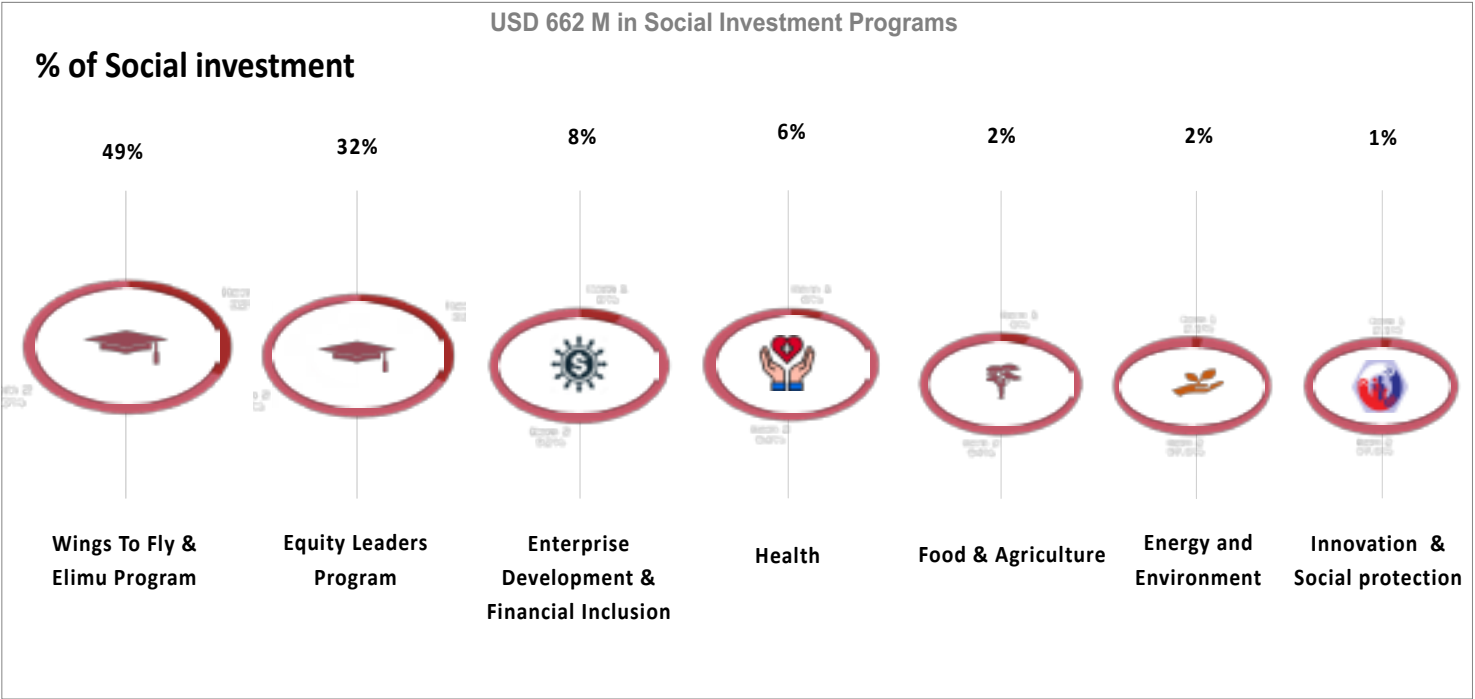 USD 662 M in Social Investment Programs
% of Social investment
49%
32%
8%
6%
2%
2%
1%
Wings To Fly &
Elimu Program
Equity Leaders
Program
Enterprise
Development &
Financial Inclusion
Health
Food & Agriculture
Energy and
Environment
Innovation &
Social protection